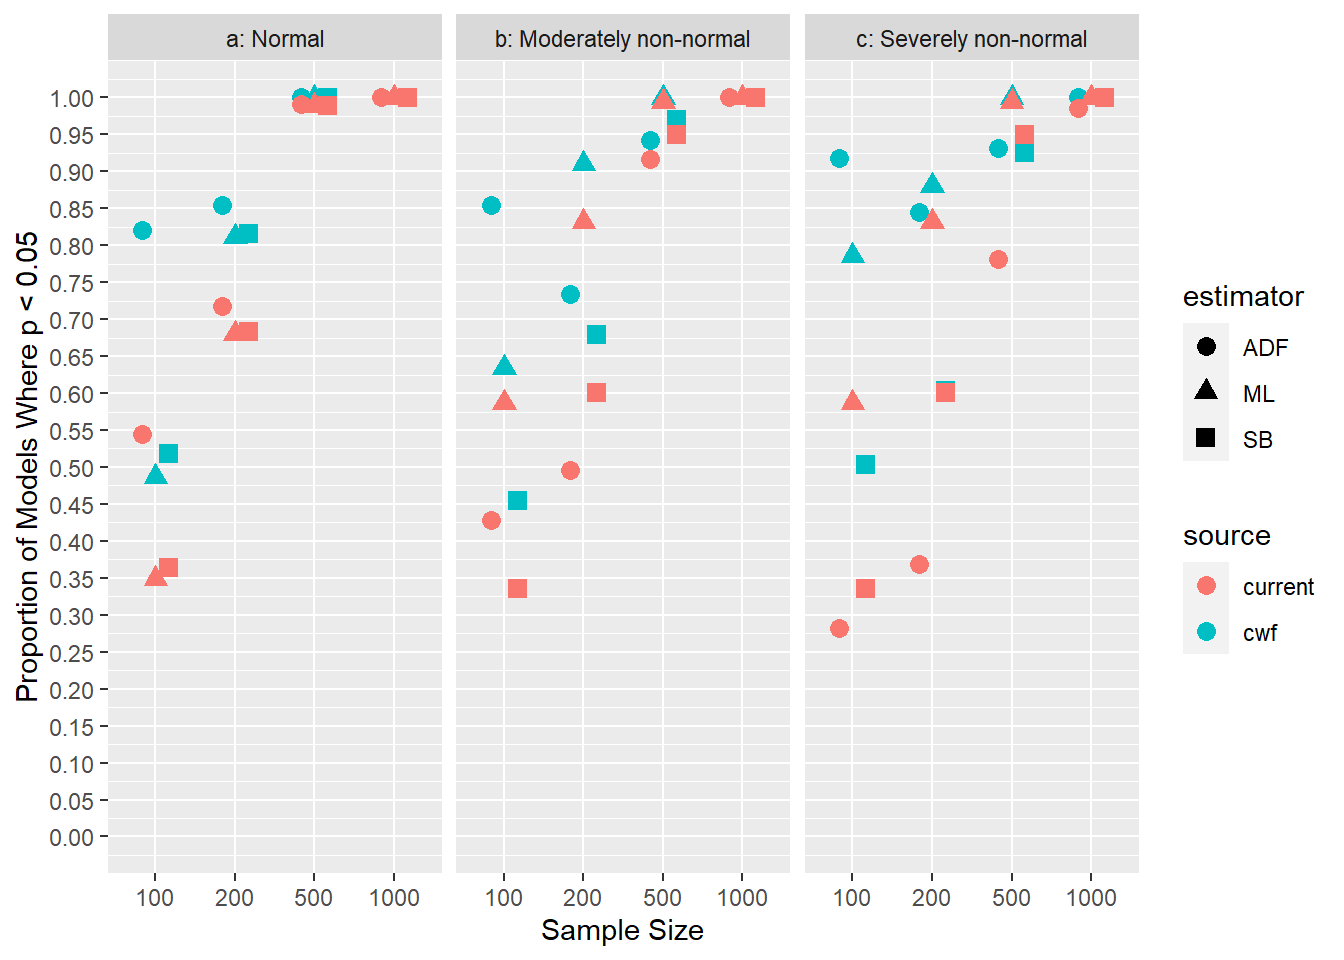 a: Normal
b: Moderately non-normal
c: Severely non-normal
Proportion of Models Where p < 0.05
1.00
0.95
0.90
0.85
0.80
0.75
0.70
0.65
0.60
0.55
0.50
0.45
0.40
0.35
0.30
0.25
0.20
0.15
0.10
0.05
0.00
100 200 500 1000
100 200 500 1000
100 200 500 1000
Sample Size
estimator
ADF
ML
SB
source
current
cwf